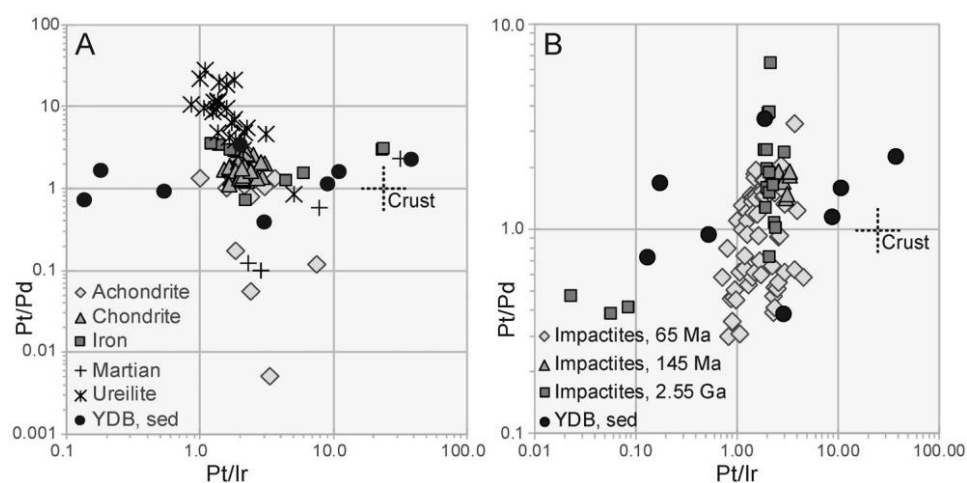 A
100
10
1
0.1
0.01
0.001
Pt/Pd
Crust
Achondrite
Chondrite
Iron
Martian
Ureilite
YDB, sed
0.1 1.0 10.0 100.0
Pt/Ir
B
10.0
1.0
0.1
Pt/Pd
Crust
Impactites, 65 Ma
Impactites, 145 Ma
Impactites, 2.55 Ga
YDB, sed
0.01 0.10 1.00 10.00 100.00
Pt/Ir